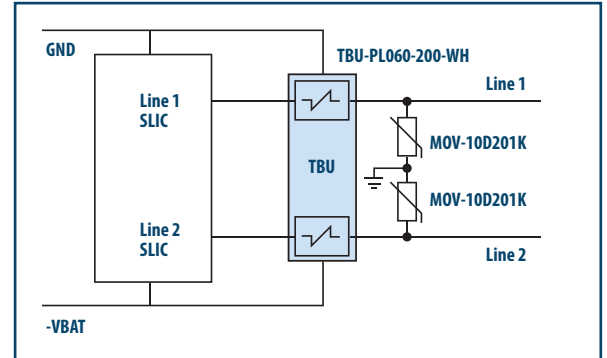 GND
TBU-PL060-200-WH
Line 1
Line 1
SLIC
MOV-10D201K
TBU
MOV-10D201K
Line 2
SLIC
Line 2
-VBAT